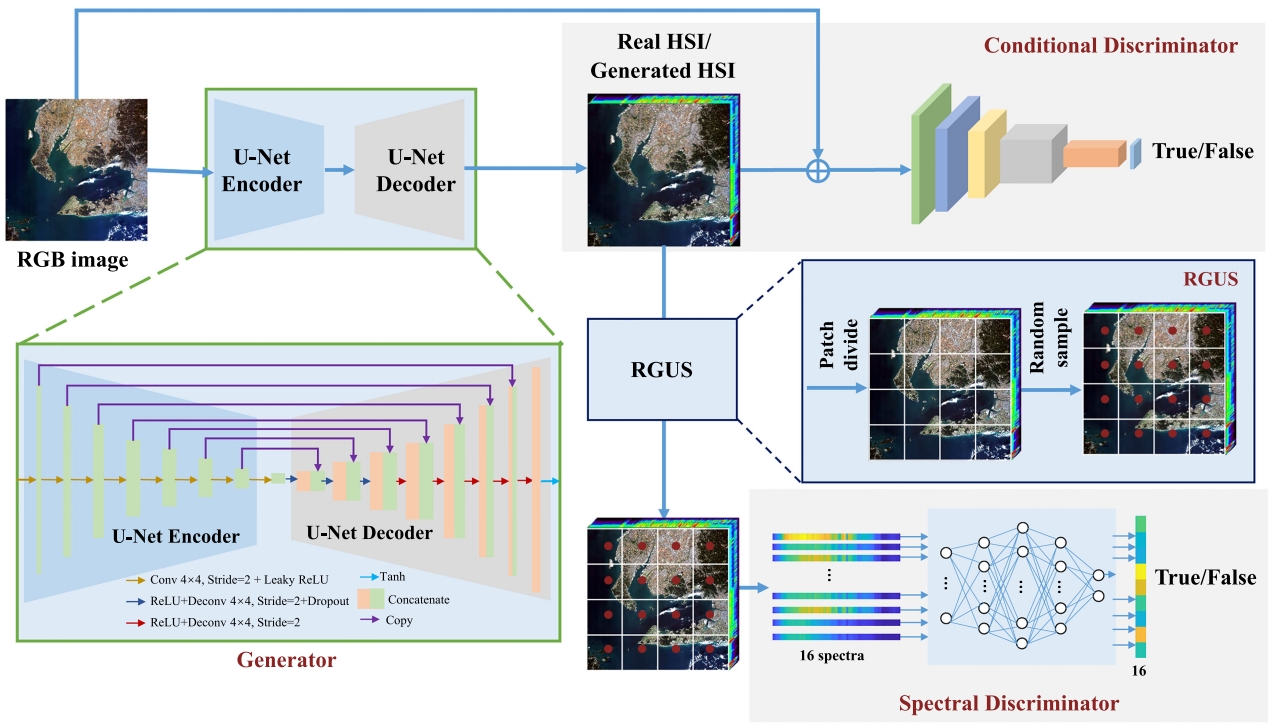 Real HSI/
Generated HSI
Conditional Discriminator
U-Net
Encoder
U-Net
Decoder
True/False
RGB image
RGUS
Patch
divide
Random
sample
RGUS
U-Net Encoder
U-Net Decoder
Conv 4×4, Stride=2 + Leaky ReLU
Tanh
ReLU+Deconv 4×4, Stride=2+Dropout
Concatenate
ReLU+Deconv 4×4, Stride=2
Copy
Generator
...
...
...
...
...
True/False
16 spectra
16
Spectral Discriminator